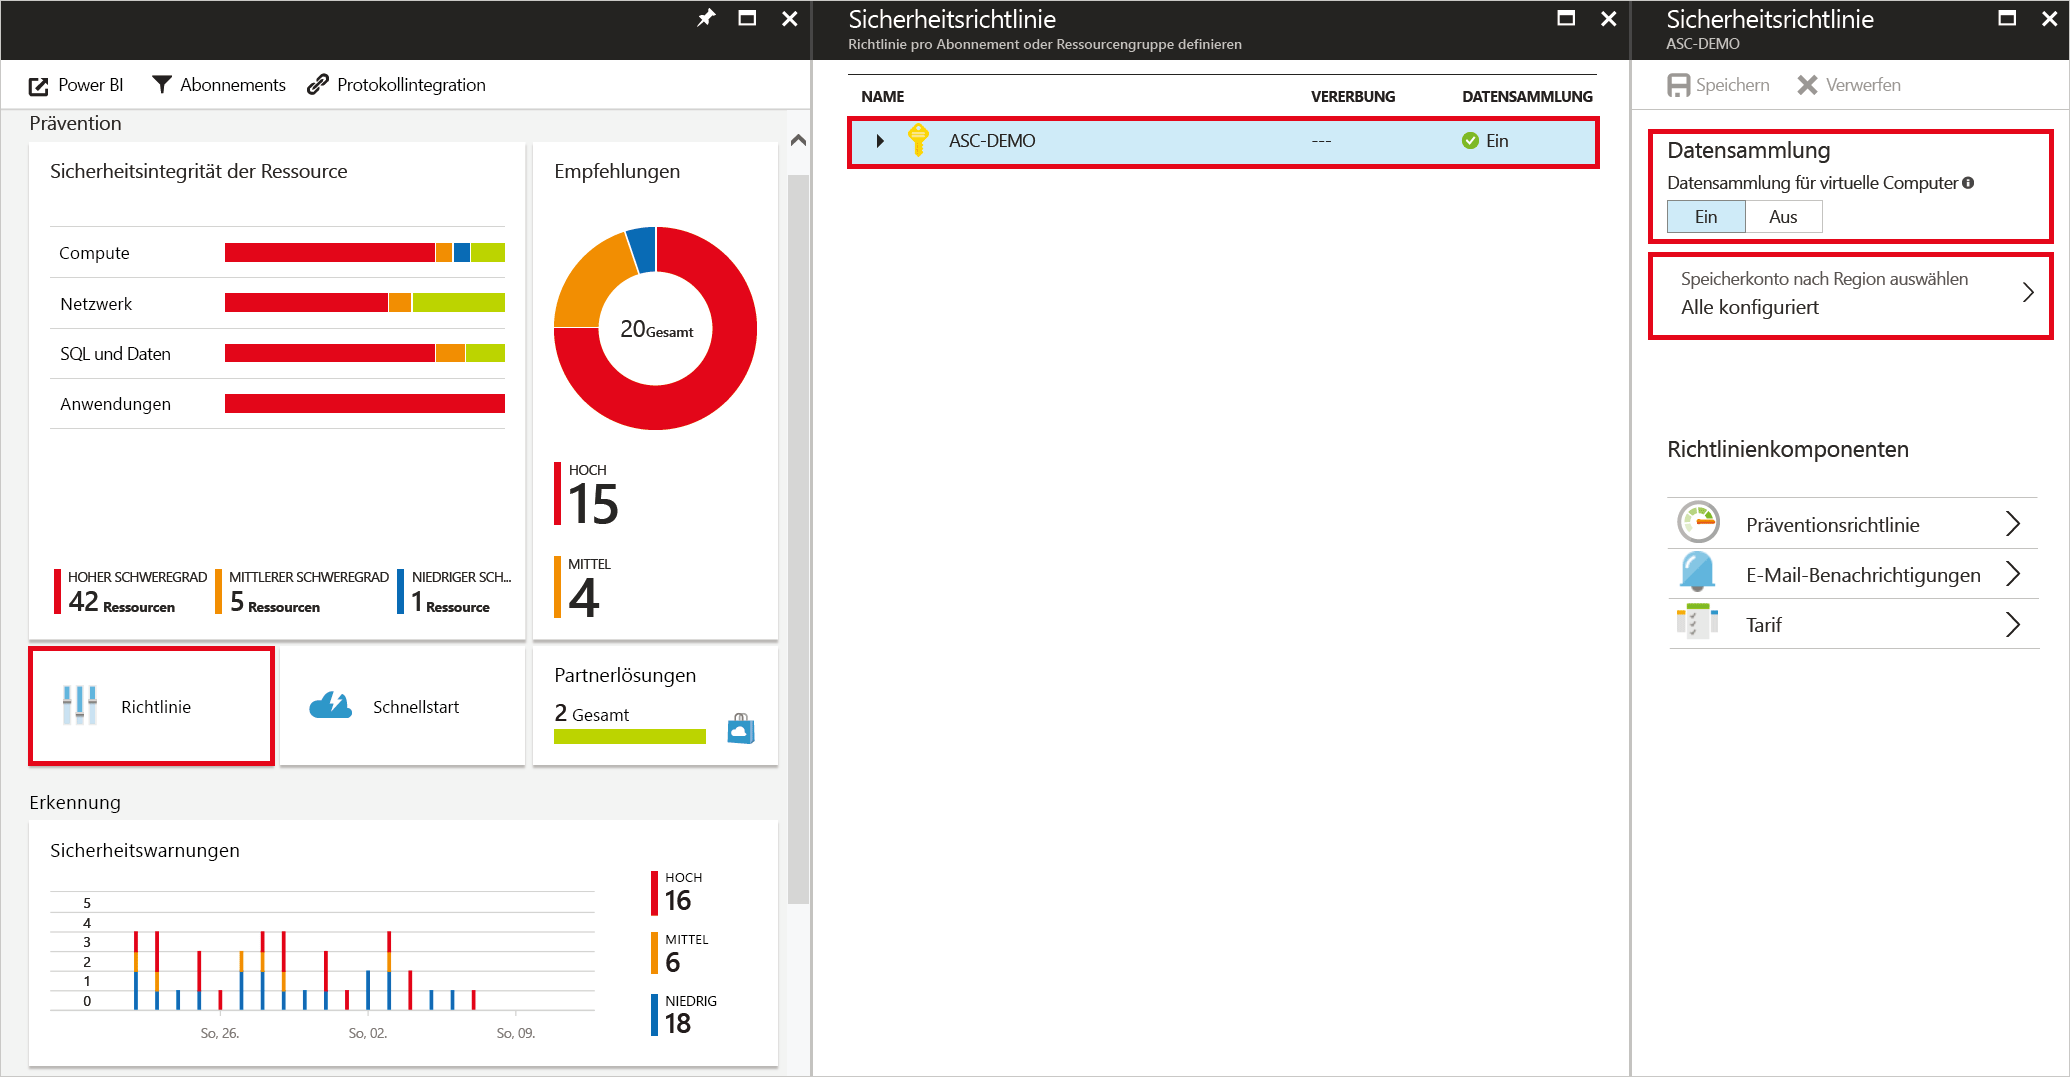 Power BI
Abonnements
Protokollintegration
Prävention
Sicherheitsintegrität der Ressource
Compute
Netzwerk
SQL und Daten
Anwendungen
HOHER SCHWEREGRAD
42 Ressourcen
MITTLERER SCHWEREGRAD
5 Ressourcen
NIEDRIGER SCH...
1 Ressource
Empfehlungen
20 Gesamt
HOCH
15
MITTEL
4
Richtlinie
Schnellstart
Partnerlösungen
2 Gesamt
Erkennung
Sicherheitswarnungen
5
4
3
2
1
0
So, 26.
So, 02.
So, 09.
HOCH
16
MITTEL
6
NIEDRIG
18
Sicherheitsrichtlinie
Richtlinie pro Abonnement oder Ressourcengruppe definieren
NAME
VERERBUNG
DATENSAMMLUNG
ASC-DEMO
---
Ein
Sicherheitsrichtlinie
ASC-DEMO
Speichern
Verwerfen
Datensammlung
Datensammlung für virtuelle Computer
Ein
Aus
Speicherkonto nach Region auswählen
Alle konfiguriert
Richtlinienkomponenten
Präventionsrichtlinie
E-Mail-Benachrichtigungen
Tarif